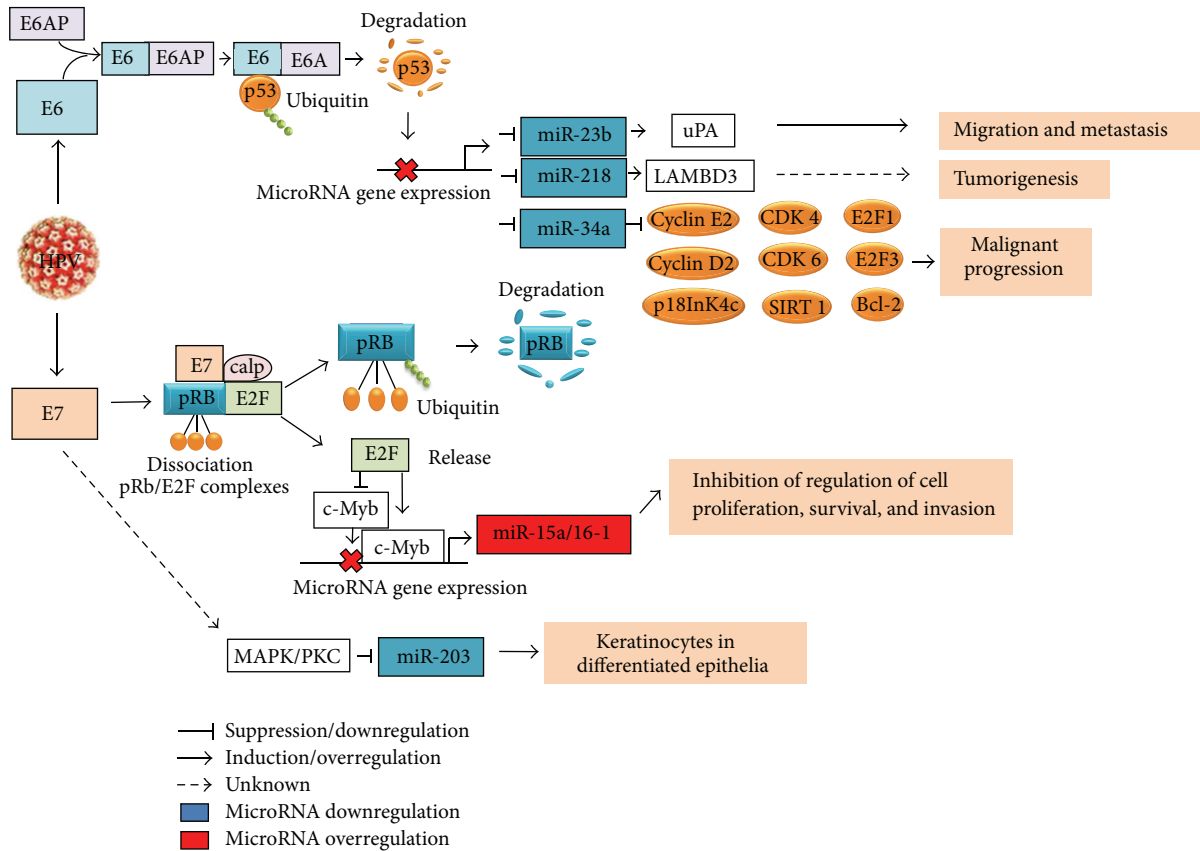 E6AP
E6
E6
E6AP
E6
E6A
p53
Ubiquitin
Degradation
p53
MicroRNA gene expression
miR-23b
uPA
Migration and metastasis
miR-218
LAMBD3
Tumorigenesis
miR-34a
Cyclin E2
CDK 4
E2F1
Cyclin D2
CDK 6
E2F3
p18InK4c
SIRT 1
Bcl-2
Malignant
progression
HPV
E7
E7
calp
pRB
E2F
Dissociation
pRb/E2F complexes
pRB
Ubiquitin
Degradation
pRB
E2F
Release
c-Myb
c-Myb
MicroRNA gene expression
miR-15a/16-1
Inhibition of regulation of cell
proliferation, survival, and invasion
MAPK/PKC
miR-203
Keratinocytes in
differentiated epithelia
Suppression/downregulation
Induction/overregulation
Unknown
MicroRNA downregulation
MicroRNA overregulation